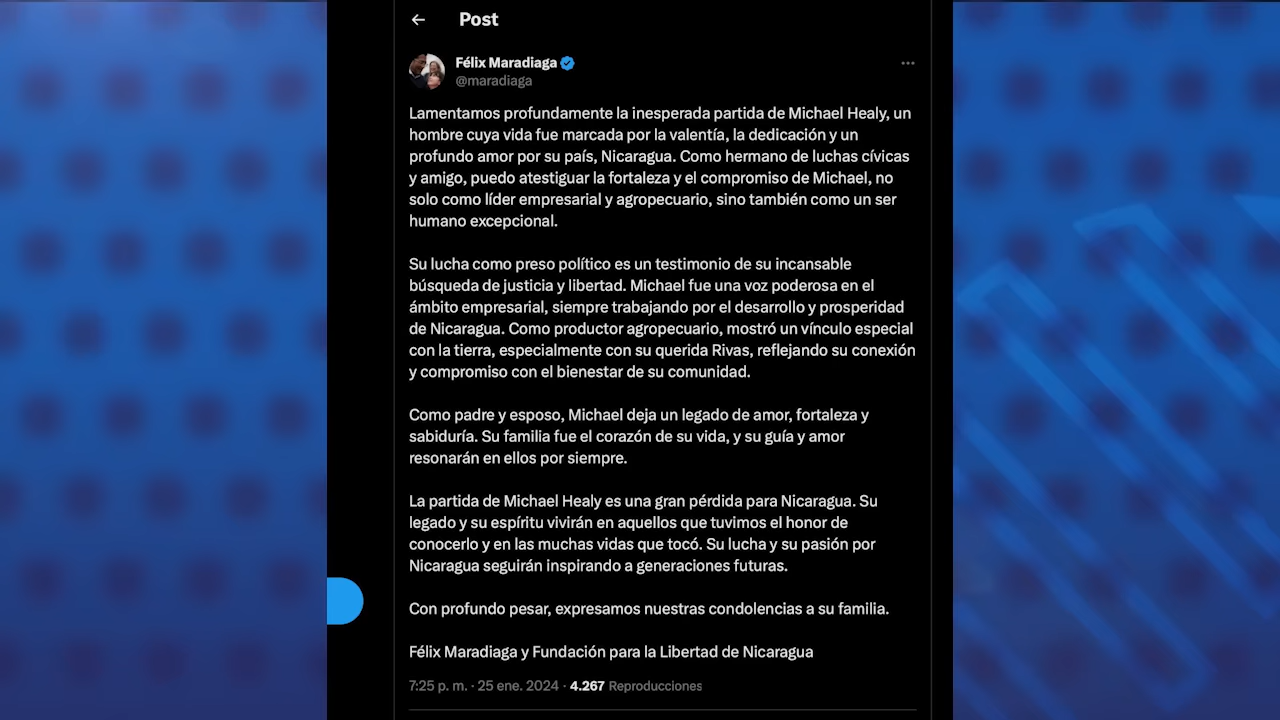 Post
Félix Maradiaga
@maradiaga
Lamentamos profundamente la inesperada partida de Michael Healy, un
hombre cuya vida fue marcada por la valentía, la dedicación y un
profundo amor por su país, Nicaragua. Como hermano de luchas cívicas
y amigo, puedo atestiguar la fortaleza y el compromiso de Michael, no
solo como líder empresarial y agropecuario, sino también como un ser
humano excepcional.
Su lucha como preso político es un testimonio de su incansable
búsqueda de justicia y libertad. Michael fue una voz poderosa en el
ámbito empresarial, siempre trabajando por el desarrollo y prosperidad
de Nicaragua. Como productor agropecuario, mostró un vínculo especial
con la tierra, especialmente con su querida Rivas, reflejando su conexión
y compromiso con el bienestar de su comunidad.
Como padre y esposo, Michael deja un legado de amor, fortaleza y
sabiduría. Su familia fue el corazón de su vida, y su guía y amor
resonarán en ellos por siempre.
La partida de Michael Healy es una gran pérdida para Nicaragua. Su
legado y su espíritu vivirán en aquellos que tuvimos el honor de
conocerlo y en las muchas vidas que tocó. Su lucha y su pasión por
Nicaragua seguirán inspirando a generaciones futuras.
Con profundo pesar, expresamos nuestras condolencias a su familia.
Félix Maradiaga y Fundación para la Libertad de Nicaragua
7:25 p. m. · 25 ene. 2024 · 4.267 Reproducciones